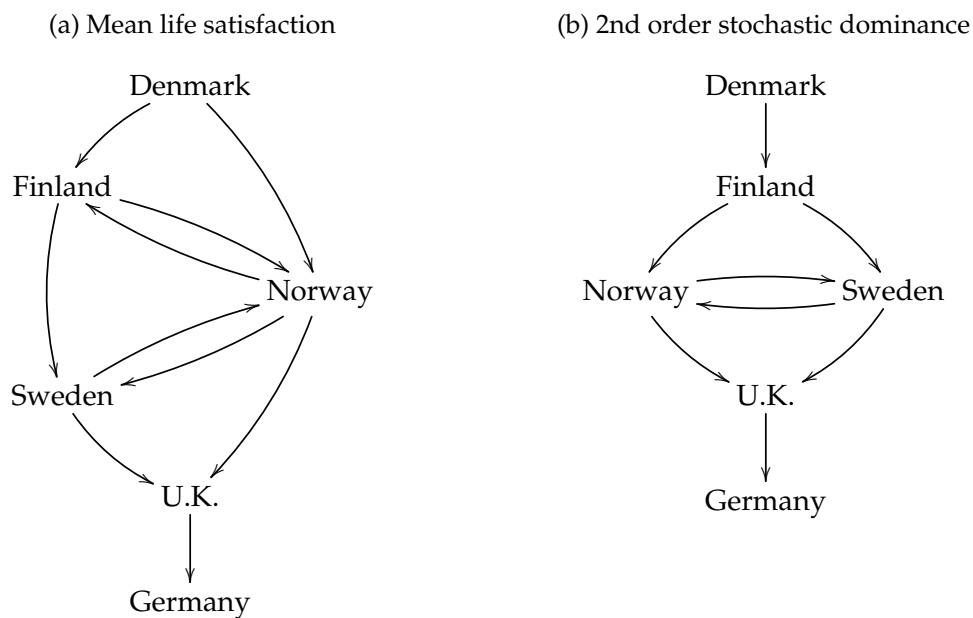 (a) Mean life satisfaction
Denmark
Finland
Norway
Sweden
U.K.
Germany
(b) 2nd order stochastic dominance
Denmark
Finland
Norway Sweden
U.K.
Germany